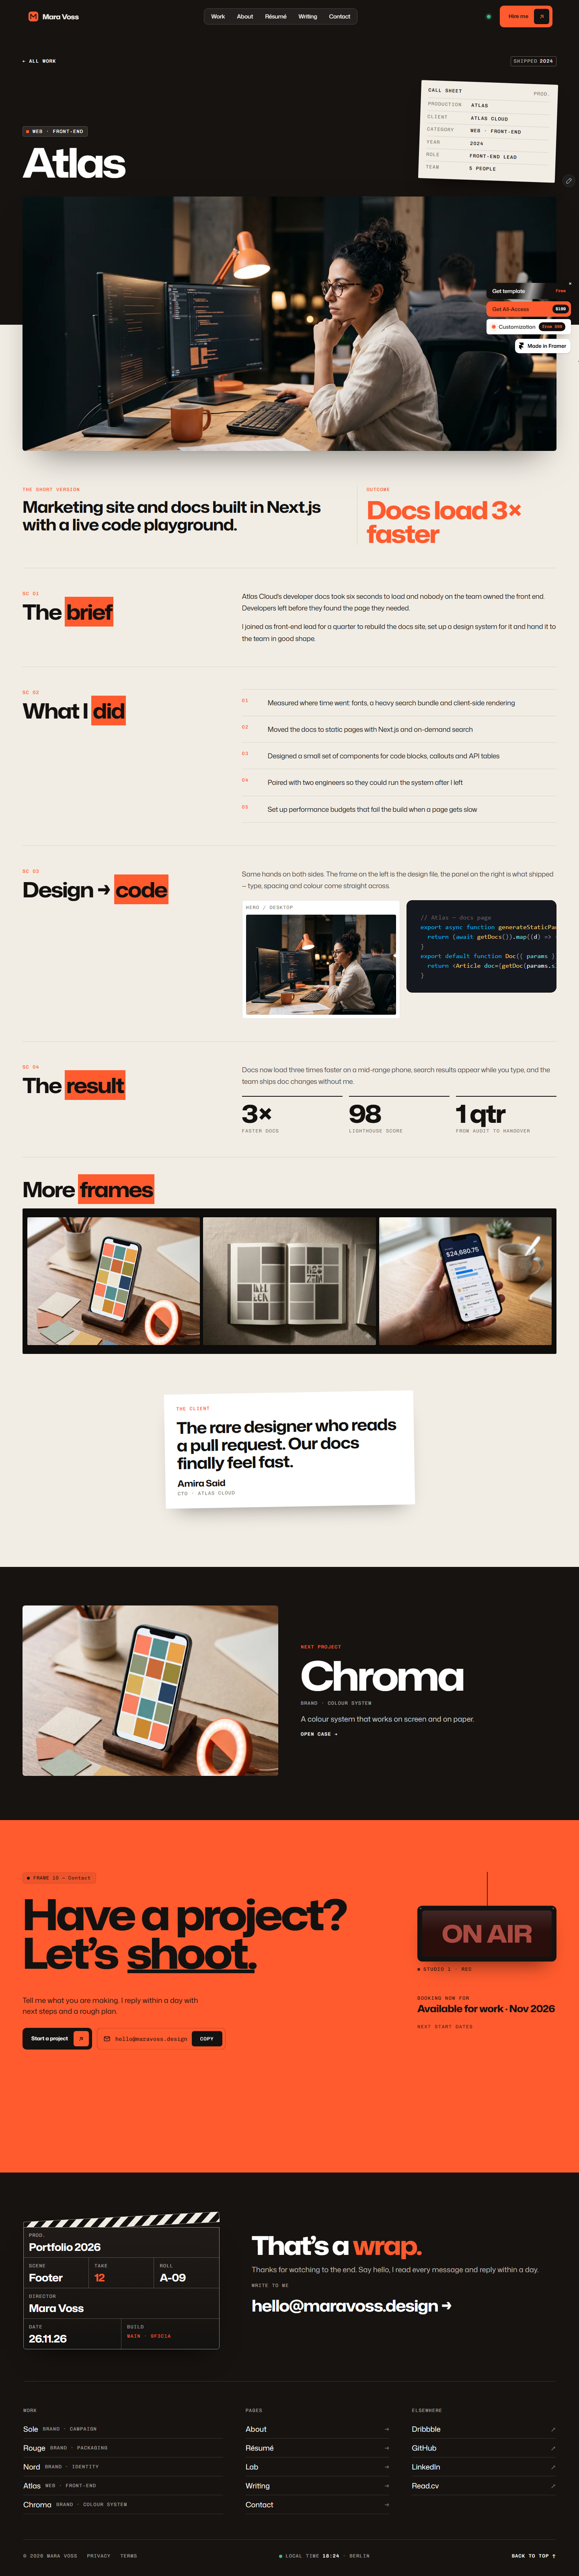 Mara Voss
Work About Résumé Writing Contact
Hire me
← ALL WORK
SHIPPED 2024
CALL SHEET PROD.
PRODUCTION ATLAS
CLIENT ATLAS CLOUD
CATEGORY WEB · FRONT-END
YEAR 2024
ROLE FRONT-END LEAD
TEAM 5 PEOPLE
WEB · FRONT-END
Atlas
Get template Free
Get All-Access $199
Customization
Made in Framer
THE SHORT VERSION
Marketing site and docs built in Next.js
with a live code playground.
OUTCOME
Docs load 3×
faster
SC 01
The brief
Atlas Cloud's developer docs took six seconds to load and nobody on the team owned the front end.
Developers left before they found the page they needed.
I joined as front-end lead for a quarter to rebuild the docs site, set up a design system for it and hand it to
the team in good shape.
SC 02
What I did
01 Measured where time went: fonts, a heavy search bundle and client-side rendering
02 Moved the docs to static pages with Next.js and on-demand search
03 Designed a small set of components for code blocks, callouts and API tables
04 Paired with two engineers so they could run the system after I left
05 Set up performance budgets that fail the build when a page gets slow
SC 03
Design → code
Same hands on both sides. The frame on the left is the design file, the panel on the right is what shipped
— type, spacing and colour came straight across.
HERO / DESKTOP
// Atlas — docs page
export async function generateStaticPar
return (await getDocs()).map((d) =>
}
export default function Doc({ params }
return <Article doc={getDoc(params.s
}
SC 04
The result
Docs now load three times faster on a mid-range phone, search results appear while you type, and the
team ships doc changes without me.
3×
FASTER DOCS
98
LIGHTHOUSE SCORE
1 qtr
FROM AUDIT TO HANDOVER
More frames
$24,680.75
THE CLIENT
The rare designer who reads
a pull request. Our docs
finally feel fast.
Amira Said
CTO · ATLAS CLOUD
NEXT PROJECT
Chroma
BRAND · COLOUR SYSTEM
A colour system that works on screen and on paper.
OPEN CASE →
FRAME 10 — Contact
Have a project?
Let's shoot.
Tell me what you are making. I reply within a day with
next steps and a rough plan.
Start a project
hello@maravoss.design COPY
ON AIR
STUDIO 1 · REC
BOOKING NOW FOR
Available for work · Nov 2026
NEXT START DATES
PROD.
Portfolio 2026
SCENE TAKE ROLL
Footer 12 A-09
DIRECTOR
Mara Voss
DATE BUILD
26.11.26 MAIN · 9F3C1A
That's a wrap.
Thanks for watching to the end. Say hello, I read every message and reply within a day.
WRITE TO ME
hello@maravoss.design →
WORK
Sole BRAND · CAMPAIGN
Rouge BRAND · PACKAGING
Nord BRAND · IDENTITY
Atlas WEB · FRONT-END
Chroma BRAND · COLOUR SYSTEM
PAGES
About →
Résumé →
Lab →
Writing →
Contact →
ELSEWHERE
Dribbble ↗
GitHub ↗
LinkedIn ↗
Read.cv ↗
© 2026 MARA VOSS PRIVACY TERMS
LOCAL TIME 16:24 · BERLIN
BACK TO TOP ↑